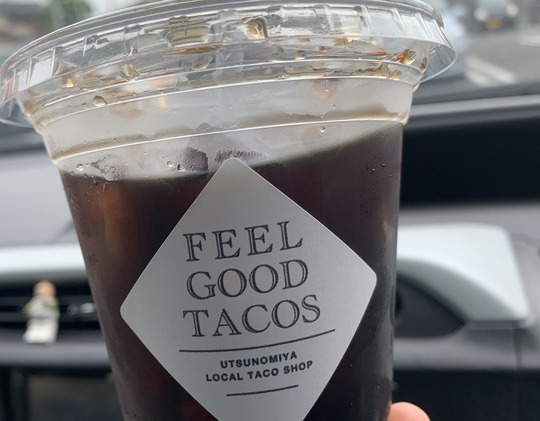 FEEL
GOOD
TACOS
UTSUNOMIYA
LOCAL TACO SHOP